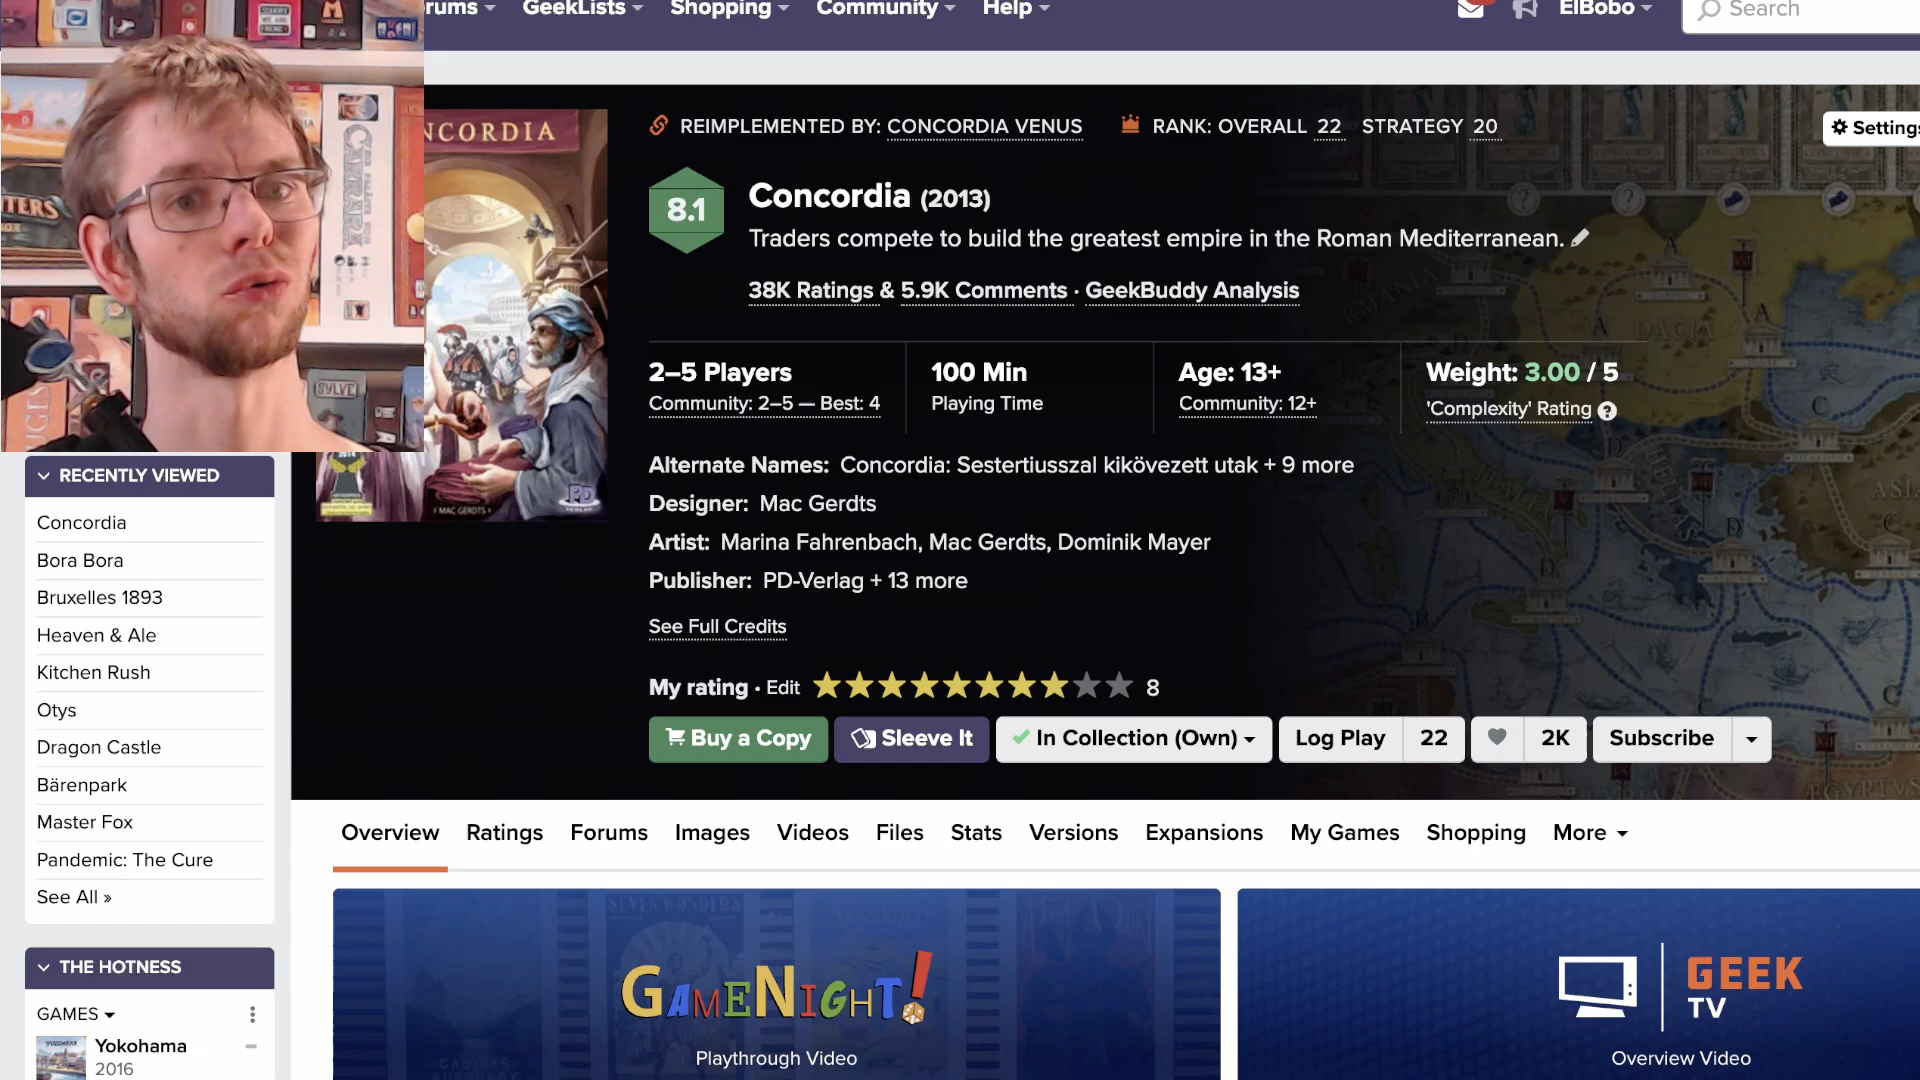 rums
GeekLists
Shopping
Community
Help
ElBobo
Search
NCORDIA
REIMPLEMENTED BY: CONCORDIA VENUS
RANK: OVERALL 22 STRATEGY 20
Settings
8.1
Concordia (2013)
Traders compete to build the greatest empire in the Roman Mediterranean.
38K Ratings & 5.9K Comments · GeekBuddy Analysis
2–5 Players
Community: 2–5 — Best: 4
100 Min
Playing Time
Age: 13+
Community: 12+
Weight: 3.00 / 5
'Complexity' Rating
Alternate Names: Concordia: Sestertiusszal kikövezett utak + 9 more
Designer: Mac Gerdts
Artist: Marina Fahrenbach, Mac Gerdts, Dominik Mayer
Publisher: PD-Verlag + 13 more
See Full Credits
MAC GERDTS
PD
My rating · Edit
8
Buy a Copy
Sleeve It
In Collection (Own)
Log Play 22
2K
Subscribe
RECENTLY VIEWED
Concordia
Bora Bora
Bruxelles 1893
Heaven & Ale
Kitchen Rush
Otys
Dragon Castle
Bärenpark
Master Fox
Pandemic: The Cure
See All »
THE HOTNESS
GAMES
Yokohama
2016
Overview
Ratings
Forums
Images
Videos
Files
Stats
Versions
Expansions
My Games
Shopping
More
GAMENIGHT!
Playthrough Video
GEEK
TV
Overview Video
SYLVE
DACIA
ASI
ÆGYPTVS